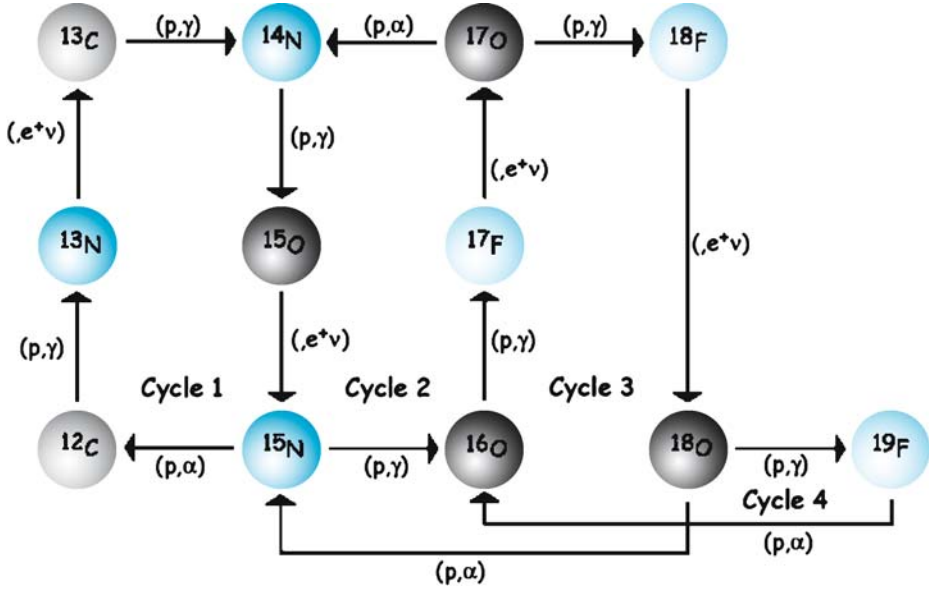 ¹³C (p,γ) ¹⁴N (p,α) ¹⁷O (p,γ) ¹⁸F
(,e⁺ν) (p,γ) (,e⁺ν)
¹³N ¹⁵O ¹⁷F (,e⁺ν)
(p,γ) (,e⁺ν) (p,γ)
Cycle 1 Cycle 2 Cycle 3
¹²C (p,α) ¹⁵N (p,γ) ¹⁶O ¹⁸O (p,γ) ¹⁹F
Cycle 4
(p,α)
(p,α)